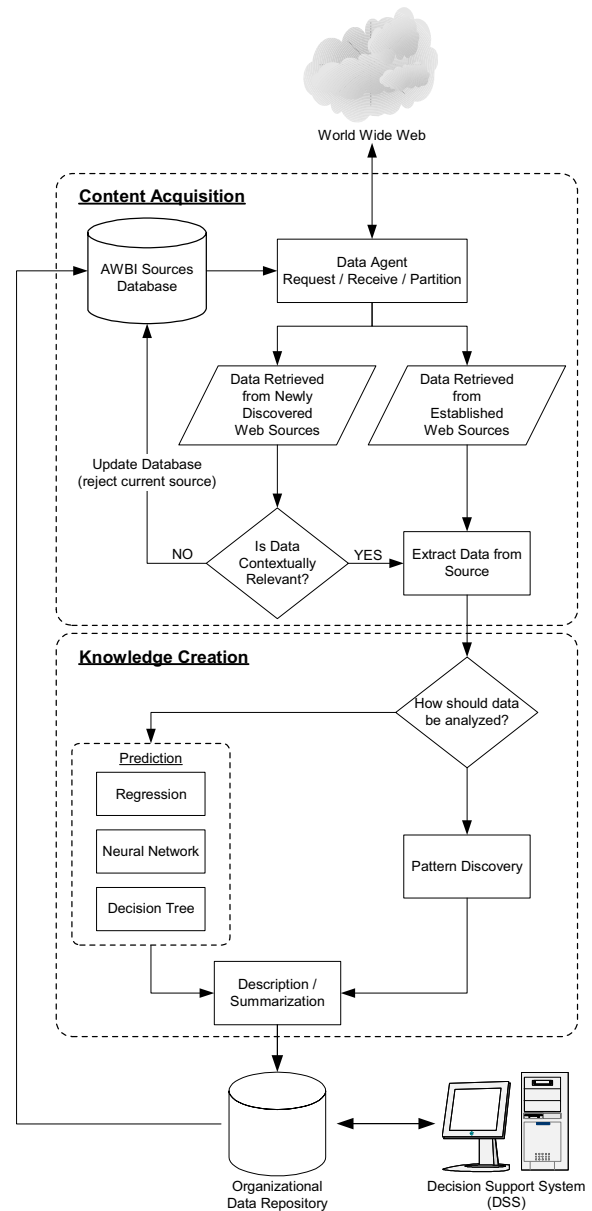 World Wide Web
Content Acquisition
AWBI Sources
Database
Data Agent
Request / Receive / Partition
Data Retrieved
from Newly
Discovered
Web Sources
Data Retrieved
from
Established
Web Sources
Update Database
(reject current source)
NO
Is Data
Contextually
Relevant?
YES
Extract Data from
Source
Knowledge Creation
How should data
be analyzed?
Prediction
Regression
Neural Network
Decision Tree
Pattern Discovery
Description /
Summarization
Organizational
Data Repository
Decision Support System
(DSS)